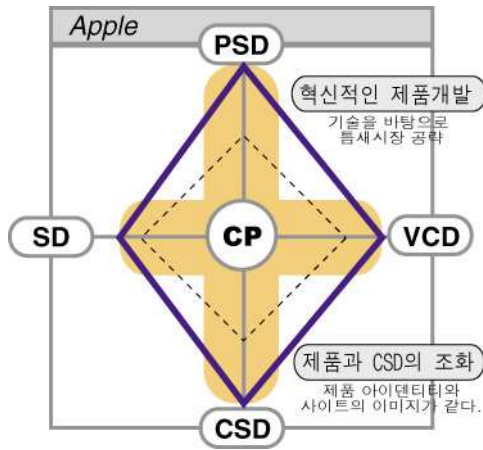 Apple
PSD
혁신적인 제품개발
기술을 바탕으로
틈새시장 공략
SD
CP
VCD
제품과 CSD의 조화
제품 아이덴티티와
사이트의 이미지가 같다.
CSD